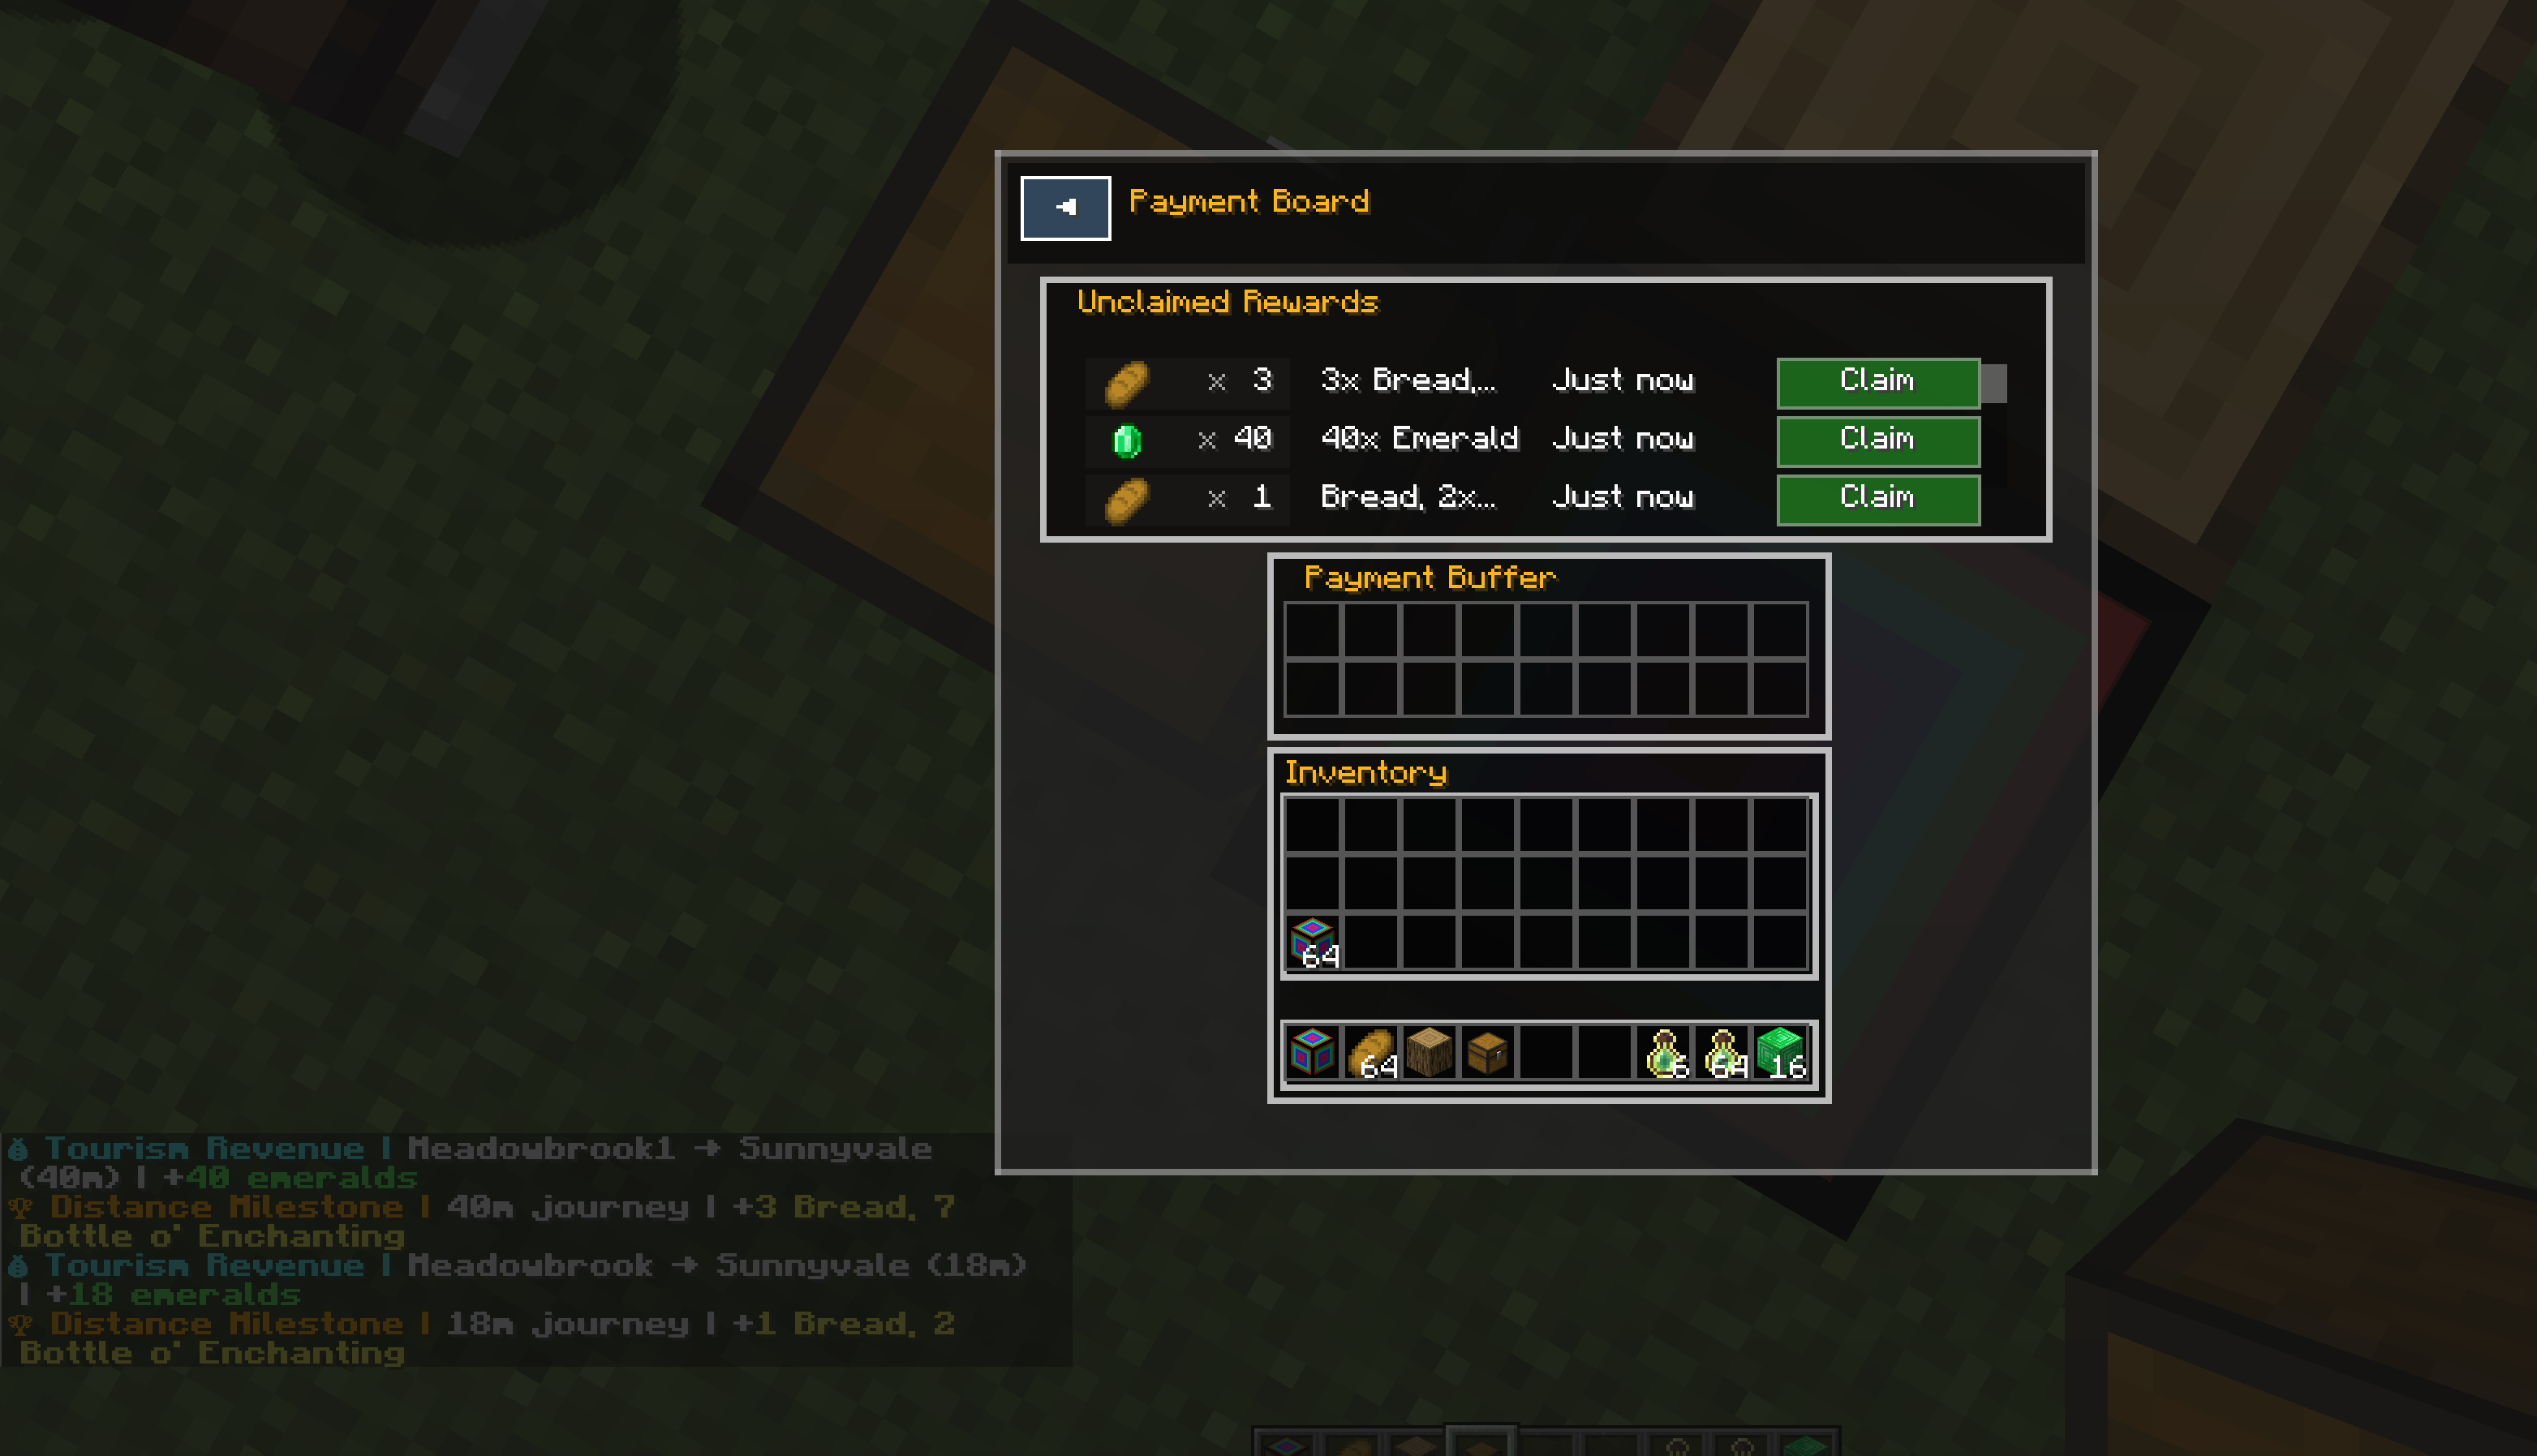 Payment Board
Unclaimed Rewards
x 3 3x Bread,... Just now Claim
x 40 40x Emerald Just now Claim
x 1 Bread, 2x... Just now Claim
Payment Buffer
Inventory
64
64 6 64 16
Tourism Revenue | Meadowbrook1 → Sunnyvale
(40m) | +40 emeralds
Distance Milestone | 40m journey | +3 Bread, 7
Bottle o' Enchanting
Tourism Revenue | Meadowbrook → Sunnyvale (18m)
| +18 emeralds
Distance Milestone | 18m journey | +1 Bread, 2
Bottle o' Enchanting